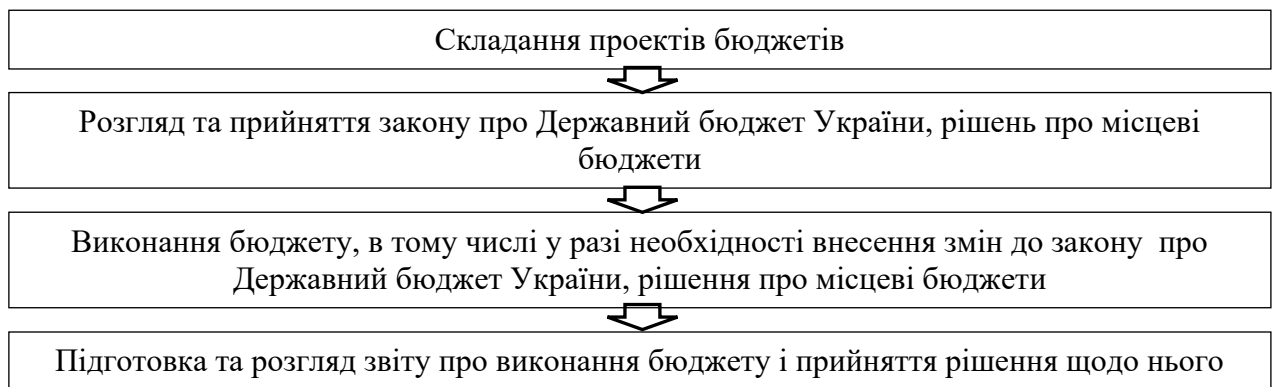 Складання проектів бюджетів
Розгляд та прийняття закону про Державний бюджет України, рішень про місцеві
бюджети
Виконання бюджету, в тому числі у разі необхідності внесення змін до закону про
Державний бюджет України, рішення про місцеві бюджети
Підготовка та розгляд звіту про виконання бюджету і прийняття рішення щодо нього